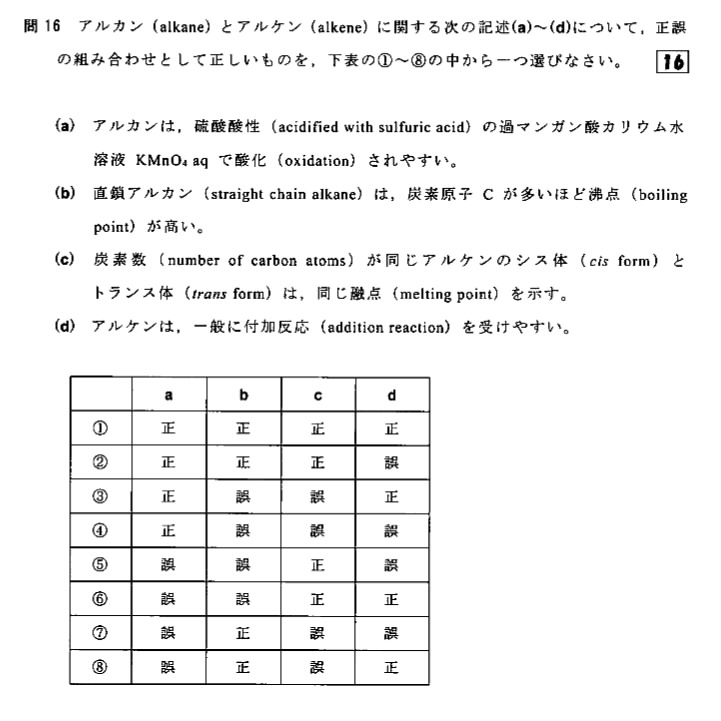 問16 アルカン（alkane）とアルケン（alkene）に関する次の記述(a)～(d)について，正誤
の組み合わせとして正しいものを，下表の①～⑧の中から一つ選びなさい。 16
(a) アルカンは，硫酸酸性（acidified with sulfuric acid）の過マンガン酸カリウム水
溶液 KMnO₄ aq で酸化（oxidation）されやすい。
(b) 直鎖アルカン（straight chain alkane）は，炭素原子 C が多いほど沸点（boiling
point）が高い。
(c) 炭素数（number of carbon atoms）が同じアルケンのシス体（cis form）と
トランス体（trans form）は，同じ融点（melting point）を示す。
(d) アルケンは，一般に付加反応（addition reaction）を受けやすい。
a b c d
① 正 正 正 正
② 正 正 正 誤
③ 正 誤 誤 正
④ 正 誤 誤 誤
⑤ 誤 誤 正 誤
⑥ 誤 誤 正 正
⑦ 誤 正 誤 誤
⑧ 誤 正 誤 正